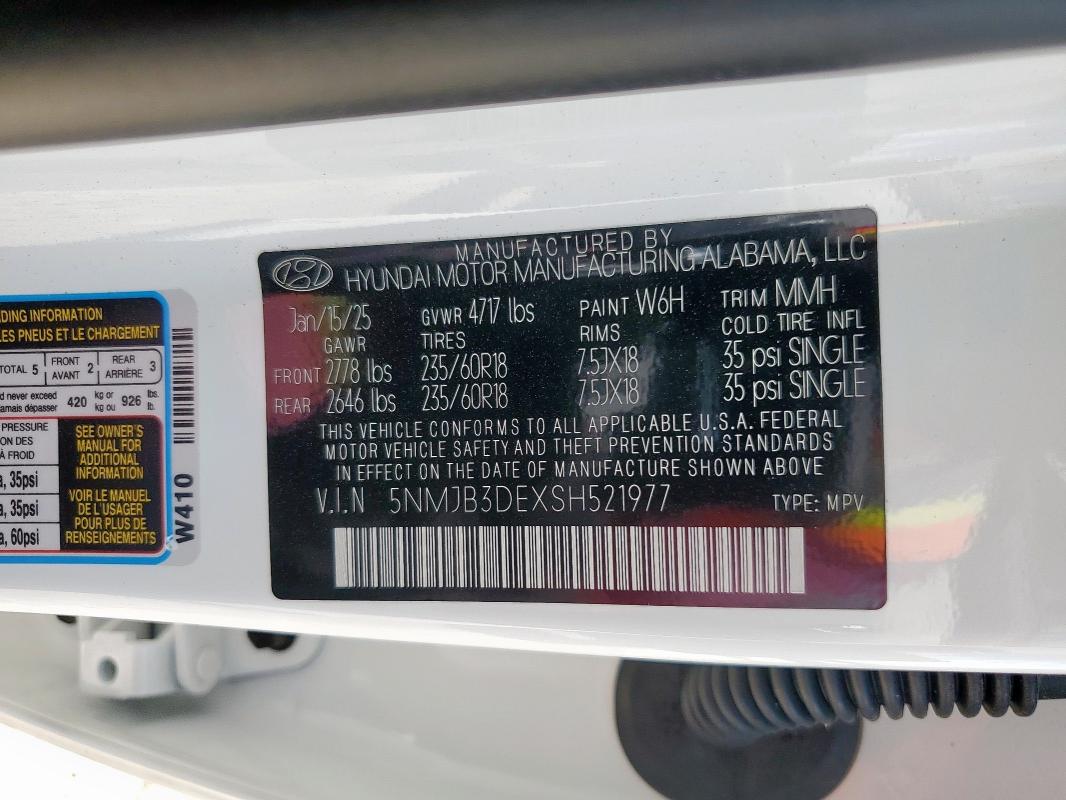 MANUFACTURED BY
HYUNDAI MOTOR MANUFACTURING ALABAMA, LLC
Jan/15/25 GVWR 4717 lbs PAINT W6H TRIM MMH
GAWR TIRES RIMS COLD TIRE INFL
FRONT 2778 lbs 235/60R18 7.5JX18 35 psi SINGLE
REAR 2646 lbs 235/60R18 7.5JX18 35 psi SINGLE
THIS VEHICLE CONFORMS TO ALL APPLICABLE U.S.A. FEDERAL
MOTOR VEHICLE SAFETY AND THEFT PREVENTION STANDARDS
IN EFFECT ON THE DATE OF MANUFACTURE SHOWN ABOVE
V.I.N 5NMJB3DEXSH521977 TYPE: MPV
INFORMATION
LES PNEUS ET LE CHARGEMENT
TOTAL 5 FRONT AVANT 2 REAR ARRIÈRE 3
never exceed 420 kg or kg ou 926 lbs. lb.
jamais dépasser
PRESSURE
DES
À FROID
35psi
35psi
60psi
SEE OWNER'S
MANUAL FOR
ADDITIONAL
INFORMATION
VOIR LE MANUEL
DE L'USAGER
POUR PLUS DE
RENSEIGNEMENTS
W410